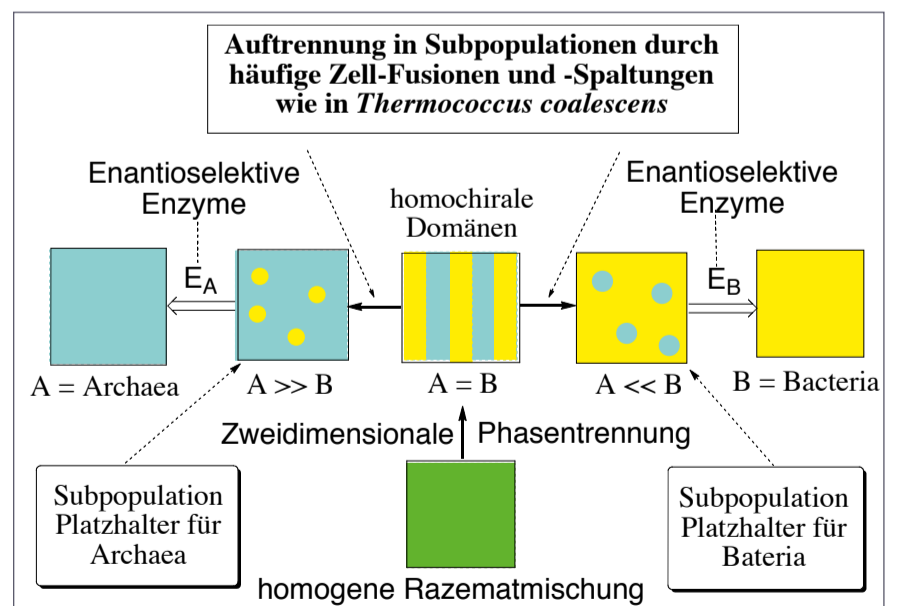 Auftrennung in Subpopulationen durch
häufige Zell-Fusionen und -Spaltungen
wie in Thermococcus coalescens
Enantioselektive
Enzyme
homochirale
Domänen
Enantioselektive
Enzyme
E_A
E_B
A = Archaea
A >> B
A = B
A << B
B = Bacteria
Zweidimensionale Phasentrennung
Subpopulation
Platzhalter für
Archaea
Subpopulation
Platzhalter für
Bateria
homogene Razematmischung